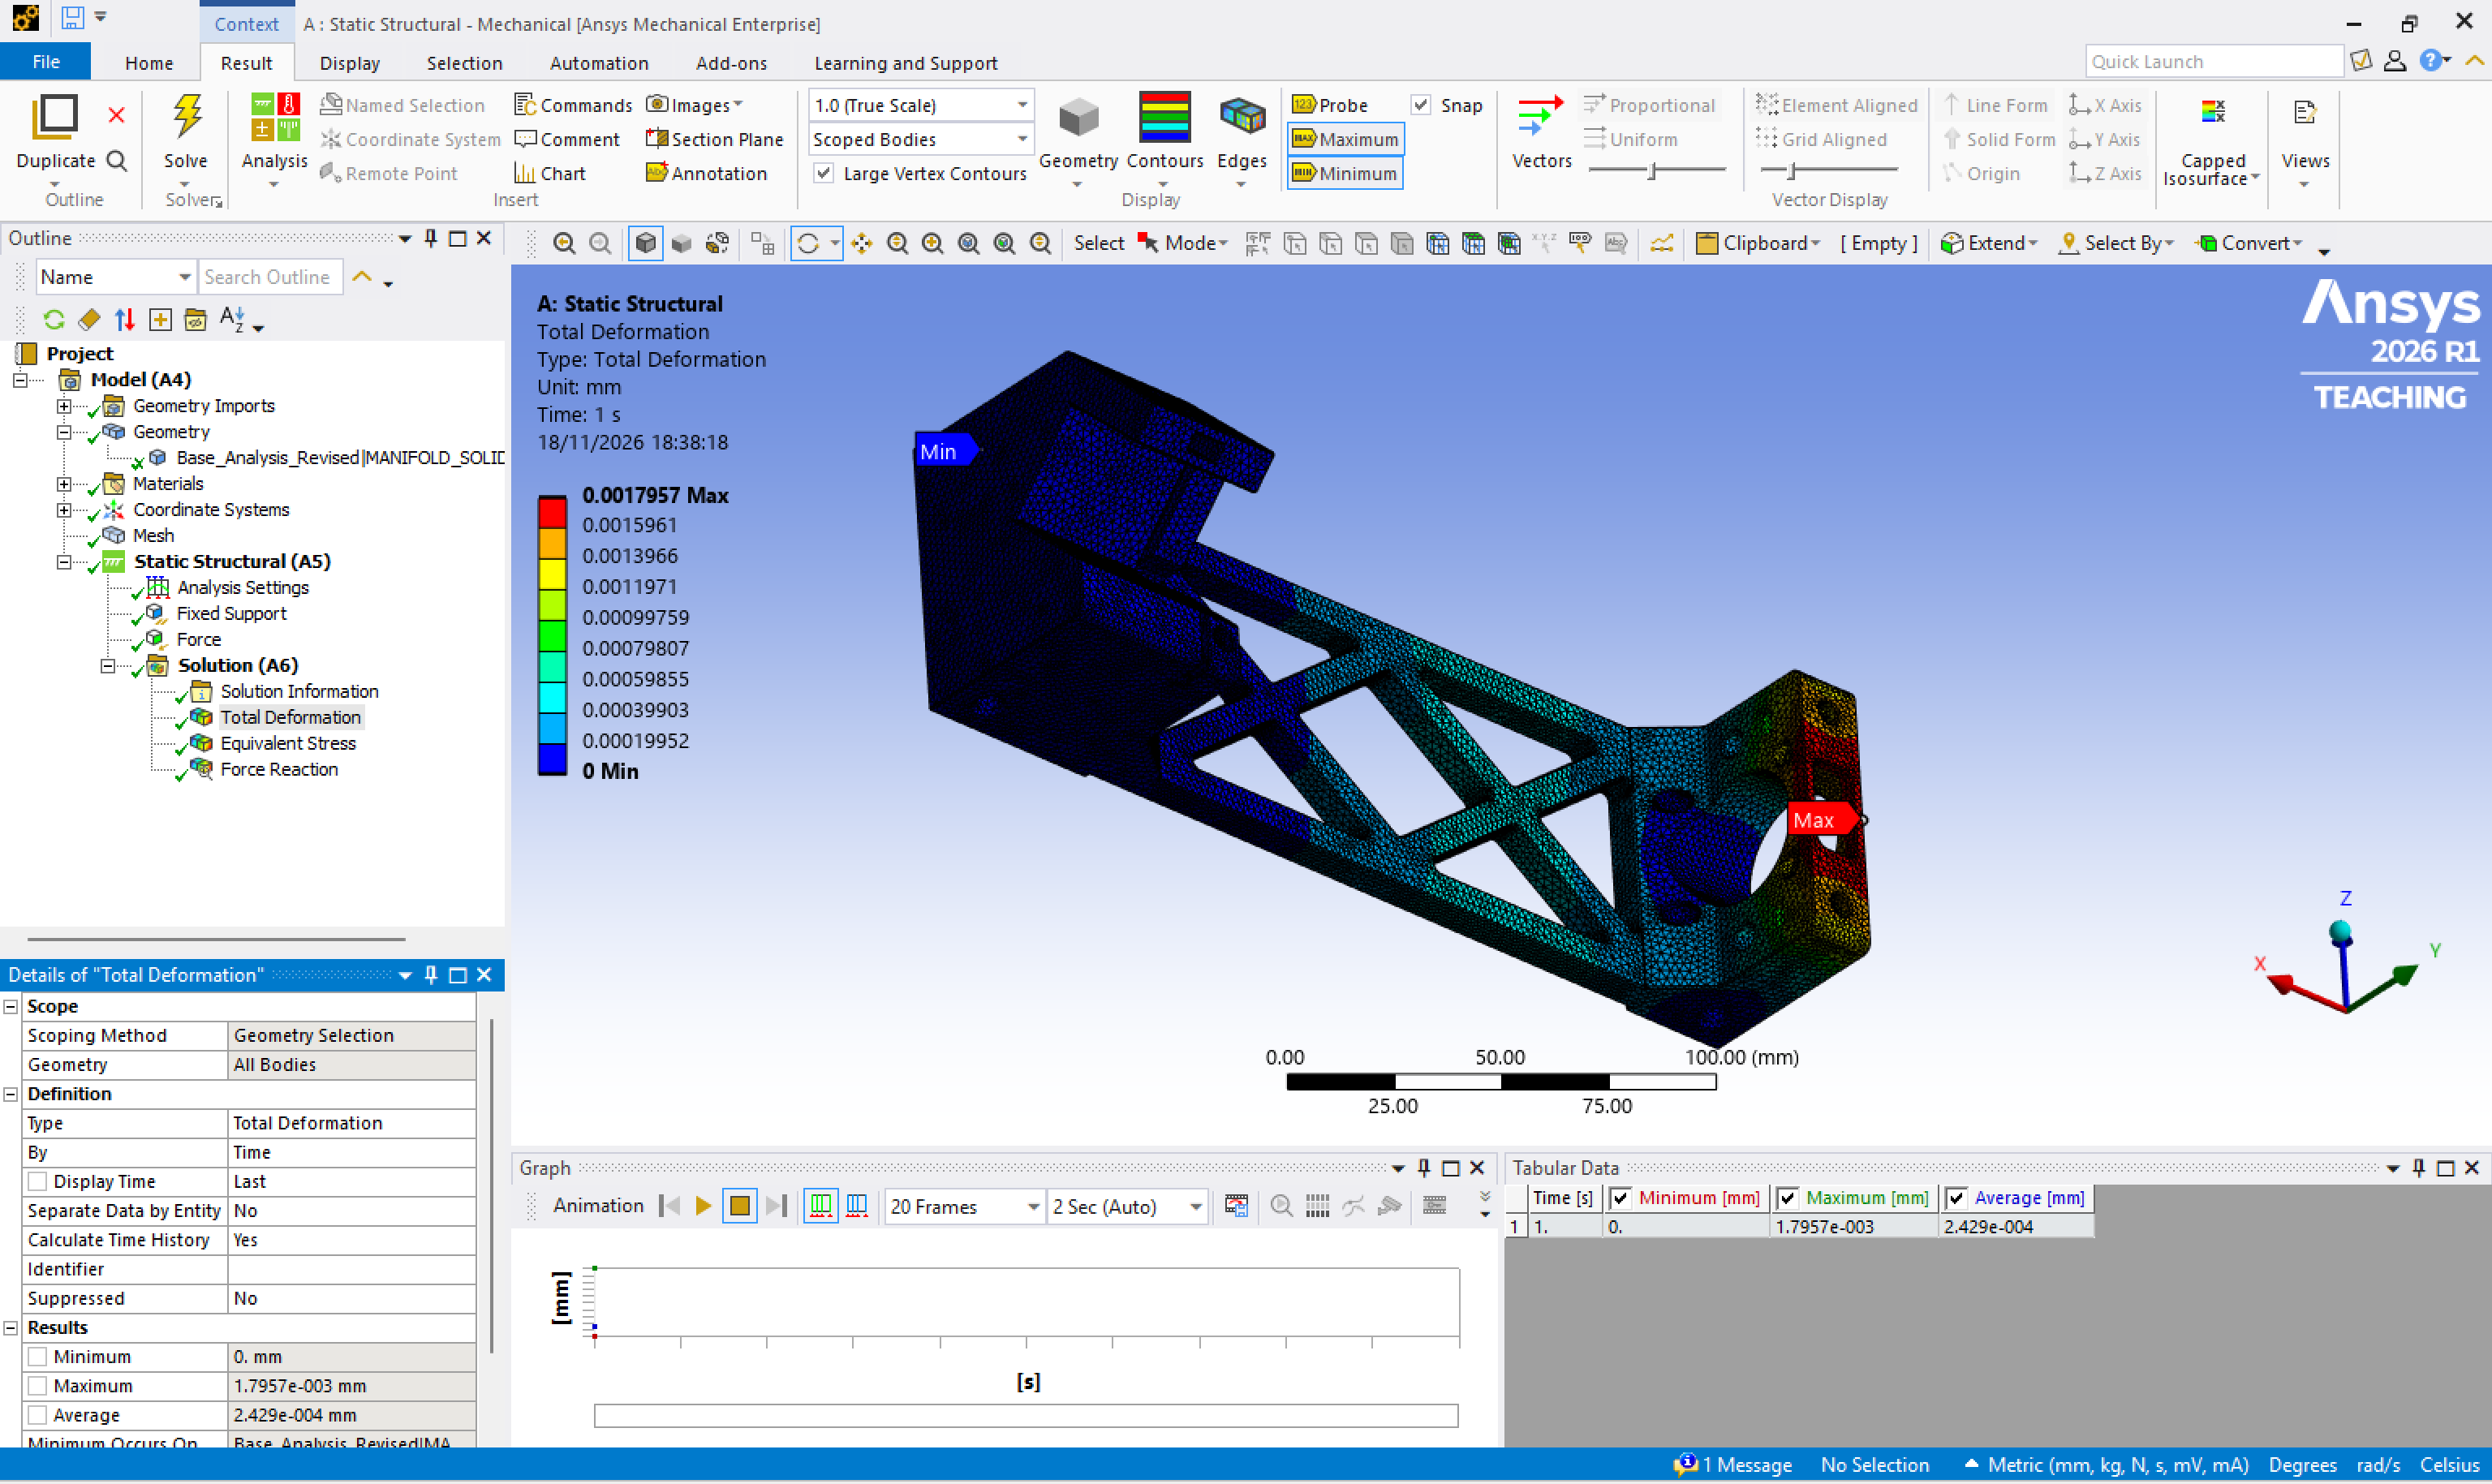 Context
A : Static Structural - Mechanical [Ansys Mechanical Enterprise]
File Home Result Display Selection Automation Add-ons Learning and Support
Quick Launch
Duplicate
Outline
Solve
Solver
Analysis
Named Selection
Coordinate System
Remote Point
Commands
Comment
Chart
Images
Section Plane
Annotation
Insert
1.0 (True Scale)
Scoped Bodies
Large Vertex Contours
Geometry
Contours
Edges
Display
Probe
Maximum
Minimum
Snap
Vectors
Proportional
Uniform
Element Aligned
Grid Aligned
Line Form
Solid Form
Origin
X Axis
Y Axis
Z Axis
Vector Display
Capped
Isosurface
Views
Outline
Name
Search Outline
Select Mode Clipboard [ Empty ] Extend Select By Convert
Project
Model (A4)
Geometry Imports
Geometry
Base_Analysis_Revised|MANIFOLD_SOLID
Materials
Coordinate Systems
Mesh
Static Structural (A5)
Analysis Settings
Fixed Support
Force
Solution (A6)
Solution Information
Total Deformation
Equivalent Stress
Force Reaction
A: Static Structural
Total Deformation
Type: Total Deformation
Unit: mm
Time: 1 s
18/11/2026 18:38:18
0.0017957 Max
0.0015961
0.0013966
0.0011971
0.00099759
0.00079807
0.00059855
0.00039903
0.00019952
0 Min
Min
Max
Ansys
2026 R1
TEACHING
Z
X
Y
0.00 50.00 100.00 (mm)
25.00 75.00
Details of "Total Deformation"
Scope
Scoping Method Geometry Selection
Geometry All Bodies
Definition
Type Total Deformation
By Time
Display Time Last
Separate Data by Entity No
Calculate Time History Yes
Identifier
Suppressed No
Results
Minimum 0. mm
Maximum 1.7957e-003 mm
Average 2.429e-004 mm
Minimum Occurs On Base_Analysis_Revised|MA
Graph
Animation 20 Frames 2 Sec (Auto)
[mm]
[s]
Tabular Data
Time [s] Minimum [mm] Maximum [mm] Average [mm]
1 1. 0. 1.7957e-003 2.429e-004
1 Message No Selection Metric (mm, kg, N, s, mV, mA) Degrees rad/s Celsius